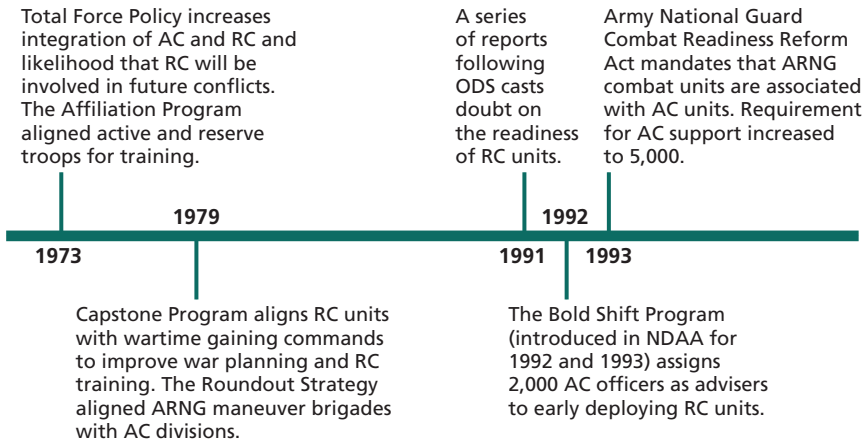 Total Force Policy increases
integration of AC and RC and
likelihood that RC will be
involved in future conflicts.
The Affiliation Program
aligned active and reserve
troops for training.
A series
of reports
following
ODS casts
doubt on
the readiness
of RC units.
Army National Guard
Combat Readiness Reform
Act mandates that ARNG
combat units are associated
with AC units. Requirement
for AC support increased
to 5,000.
1979
1992
1973
1991
1993
Capstone Program aligns RC units
with wartime gaining commands
to improve war planning and RC
training. The Roundout Strategy
aligned ARNG maneuver brigades
with AC divisions.
The Bold Shift Program
(introduced in NDAA for
1992 and 1993) assigns
2,000 AC officers as advisers
to early deploying RC units.